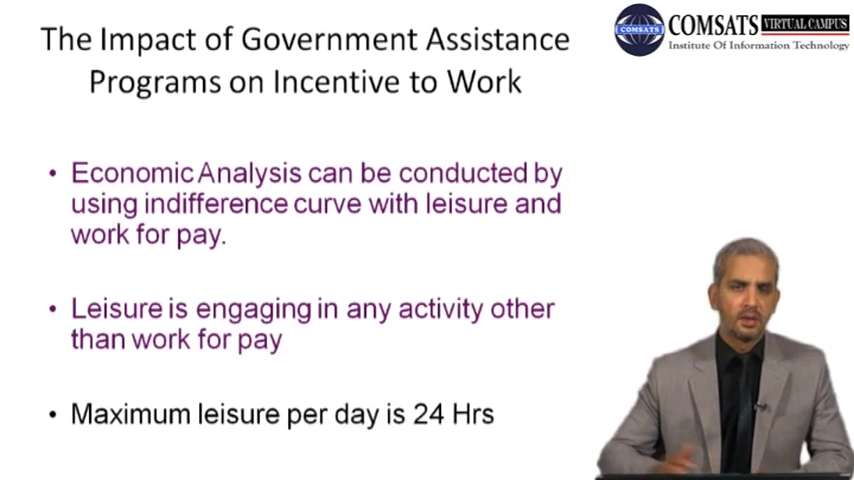 The Impact of Government Assistance
Programs on Incentive to Work
COMSATS VIRTUAL CAMPUS
Institute Of Information Technology
COMSATS
• Economic Analysis can be conducted by
using indifference curve with leisure and
work for pay.
• Leisure is engaging in any activity other
than work for pay
• Maximum leisure per day is 24 Hrs